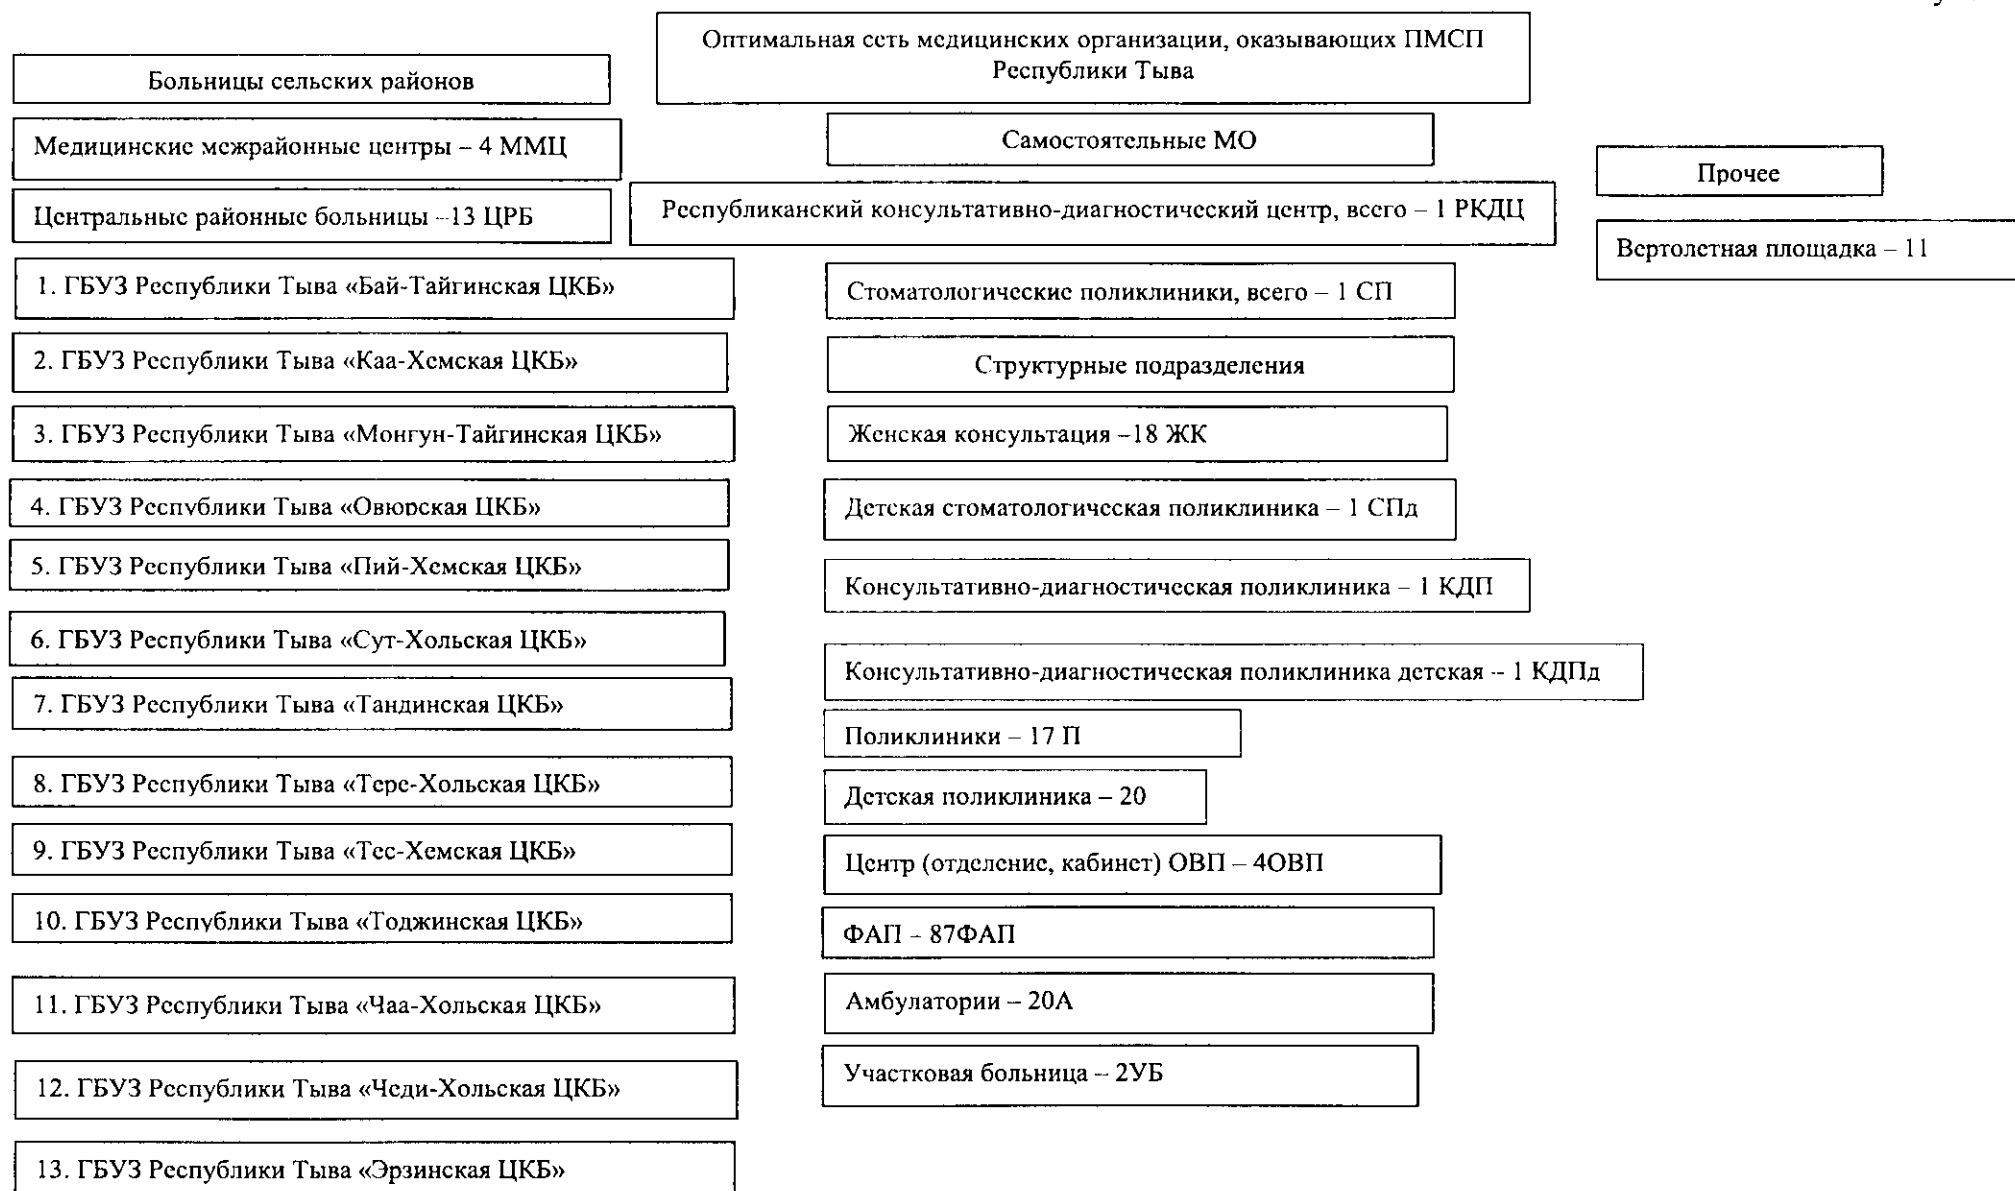 Оптимальная сеть медицинских организации, оказывающих ПМСП
Республики Тыва
Больницы сельских районов
Медицинские межрайонные центры – 4 ММЦ
Центральные районные больницы –13 ЦРБ
1. ГБУЗ Республики Тыва «Бай-Тайгинская ЦКБ»
2. ГБУЗ Республики Тыва «Каа-Хемская ЦКБ»
3. ГБУЗ Республики Тыва «Монгун-Тайгинская ЦКБ»
4. ГБУЗ Республики Тыва «Овюрская ЦКБ»
5. ГБУЗ Республики Тыва «Пий-Хемская ЦКБ»
6. ГБУЗ Республики Тыва «Сут-Хольская ЦКБ»
7. ГБУЗ Республики Тыва «Тандинская ЦКБ»
8. ГБУЗ Республики Тыва «Тере-Хольская ЦКБ»
9. ГБУЗ Республики Тыва «Тес-Хемская ЦКБ»
10. ГБУЗ Республики Тыва «Тоджинская ЦКБ»
11. ГБУЗ Республики Тыва «Чаа-Хольская ЦКБ»
12. ГБУЗ Республики Тыва «Чеди-Хольская ЦКБ»
13. ГБУЗ Республики Тыва «Эрзинская ЦКБ»
Самостоятельные МО
Республиканский консультативно-диагностический центр, всего – 1 РКДЦ
Стоматологические поликлиники, всего – 1 СП
Структурные подразделения
Женская консультация –18 ЖК
Детская стоматологическая поликлиника – 1 СПд
Консультативно-диагностическая поликлиника – 1 КДП
Консультативно-диагностическая поликлиника детская – 1 КДПд
Поликлиники – 17 П
Детская поликлиника – 20
Центр (отделение, кабинет) ОВП – 4ОВП
ФАП – 87ФАП
Амбулатории – 20А
Участковая больница – 2УБ
Прочее
Вертолетная площадка – 11